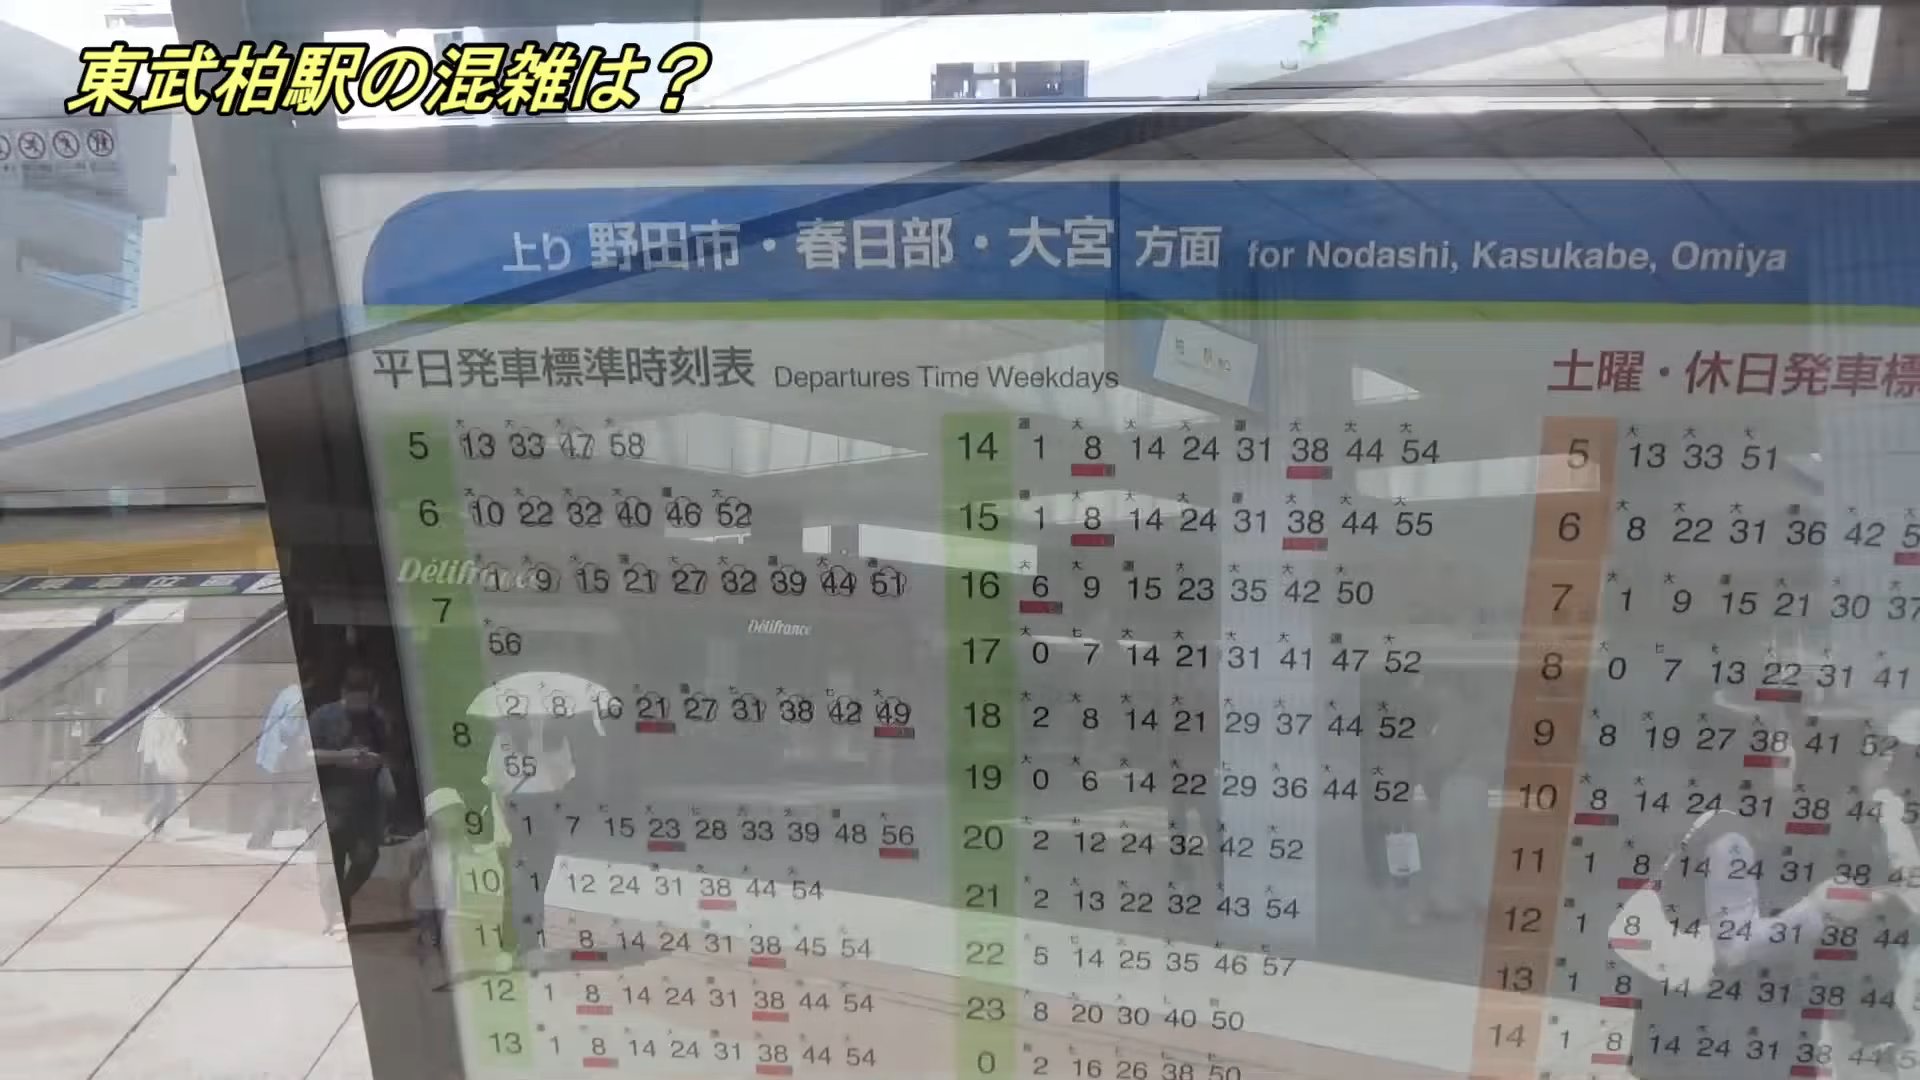 東武柏駅の混雑は？
上り 野田市・春日部・大宮 方面 for Nodashi, Kasukabe, Omiya
平日発車標準時刻表 Departures Time Weekdays
5 13 33 47 58
6 10 22 32 40 46 52
7 1 9 15 21 27 32 39 44 51
56
8 2 8 16 21 27 31 38 42 49
55
9 1 7 15 23 28 33 39 48 56
10 1 12 24 31 38 44 54
11 1 8 14 24 31 38 45 54
12 1 8 14 24 31 38 44 54
13 1 8 14 24 31 38 44 54
14 1 8 14 24 31 38 44 54
15 1 8 14 24 31 38 44 55
16 6 9 15 23 35 42 50
17 0 7 14 21 31 41 47 52
18 2 8 14 21 29 37 44 52
19 0 6 14 22 29 36 44 52
20 2 12 24 32 42 52
21 2 13 22 32 43 54
22 5 14 25 35 46 57
23 8 20 30 40 50
0 2 16 26 38 50
土曜・休日発車標
5 13 33 51
6 8 22 31 36 42
7 1 9 15 21 30 37
8 0 7 13 22 31 41
9 8 19 27 38 41 52
10 8 14 24 31 38 44
11 1 8 14 24 31 38
12 1 8 14 24 31 38 44
13 1 8 14 24 31 38 44
14 1 8 14 24 31 38 44
Délifrance